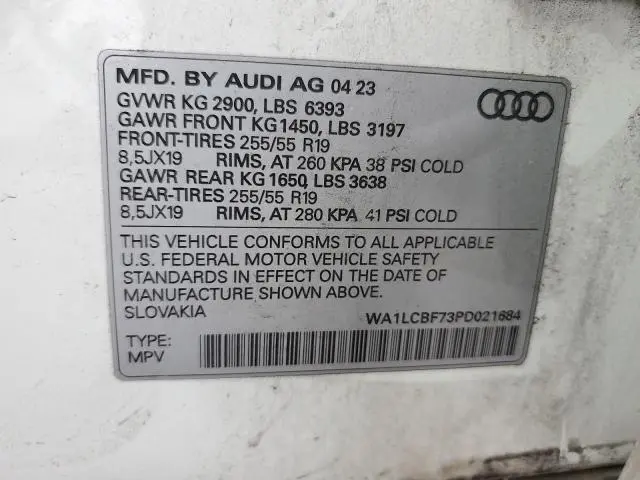 MFD. BY AUDI AG 04 23
GVWR KG 2900, LBS 6393
GAWR FRONT KG1450, LBS 3197
FRONT-TIRES 255/55 R19
8,5JX19 RIMS, AT 260 KPA 38 PSI COLD
GAWR REAR KG 1650, LBS 3638
REAR-TIRES 255/55 R19
8,5JX19 RIMS, AT 280 KPA 41 PSI COLD
THIS VEHICLE CONFORMS TO ALL APPLICABLE
U.S. FEDERAL MOTOR VEHICLE SAFETY
STANDARDS IN EFFECT ON THE DATE OF
MANUFACTURE SHOWN ABOVE.
SLOVAKIA WA1LCBF73PD021684
TYPE:
MPV